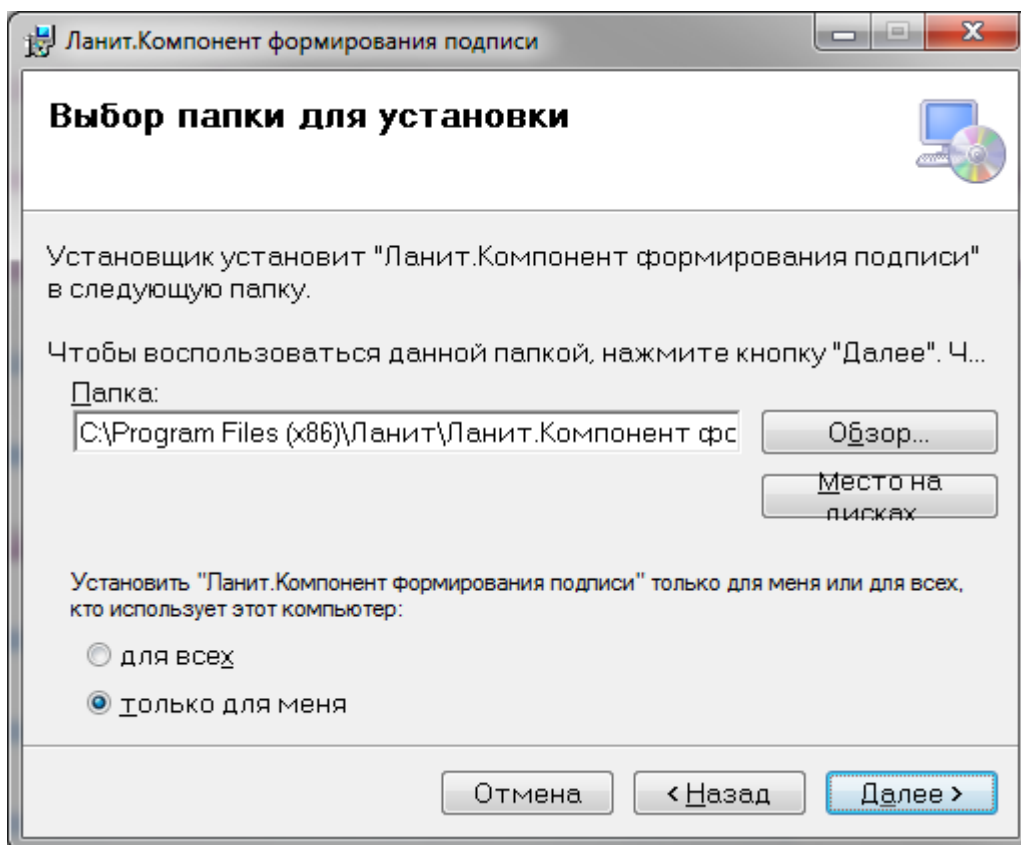 Ланит.Компонент формирования подписи
Выбор папки для установки
Установщик установит "Ланит.Компонент формирования подписи"
в следующую папку.
Чтобы воспользоваться данной папкой, нажмите кнопку "Далее". Ч...
Папка:
C:\Program Files (x86)\Ланит\Ланит.Компонент фо
Обзор...
Место на
дисках
Установить "Ланит.Компонент формирования подписи" только для меня или для всех,
кто использует этот компьютер:
для всех
только для меня
Отмена
< Назад
Далее >